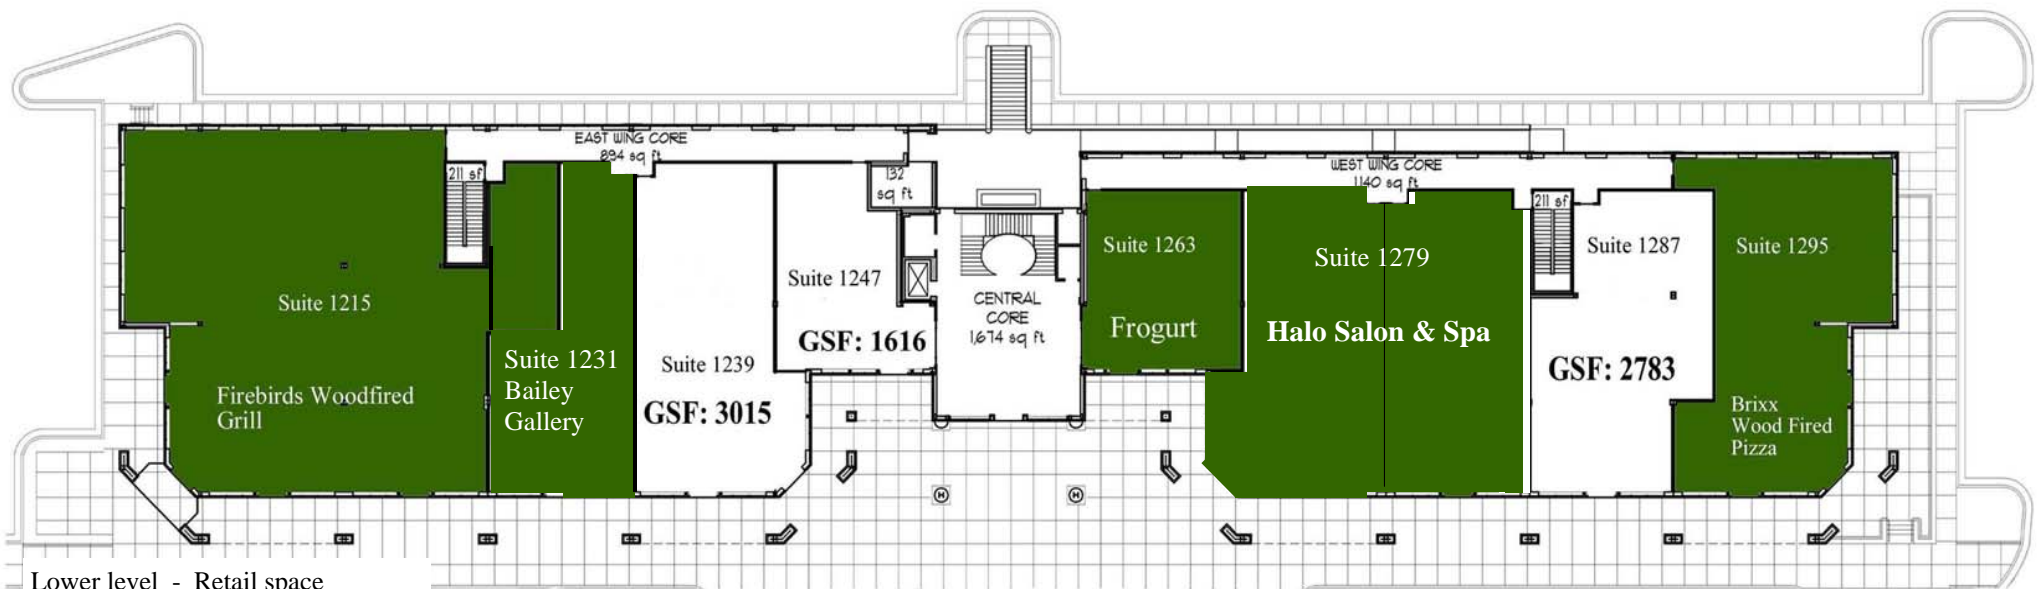 EAST WING CORE
894 sq ft
211 sf
132
sq ft
Suite 1215
Firebirds Woodfired
Grill
Suite 1231
Bailey
Gallery
Suite 1239
GSF: 3015
Suite 1247
GSF: 1616
CENTRAL
CORE
1,674 sq ft
WEST WING CORE
1140 sq ft
Suite 1263
Frogurt
Suite 1279
Halo Salon & Spa
211 sf
Suite 1287
GSF: 2783
Suite 1295
Brixx
Wood Fired
Pizza
H
H
Lower level - Retail space